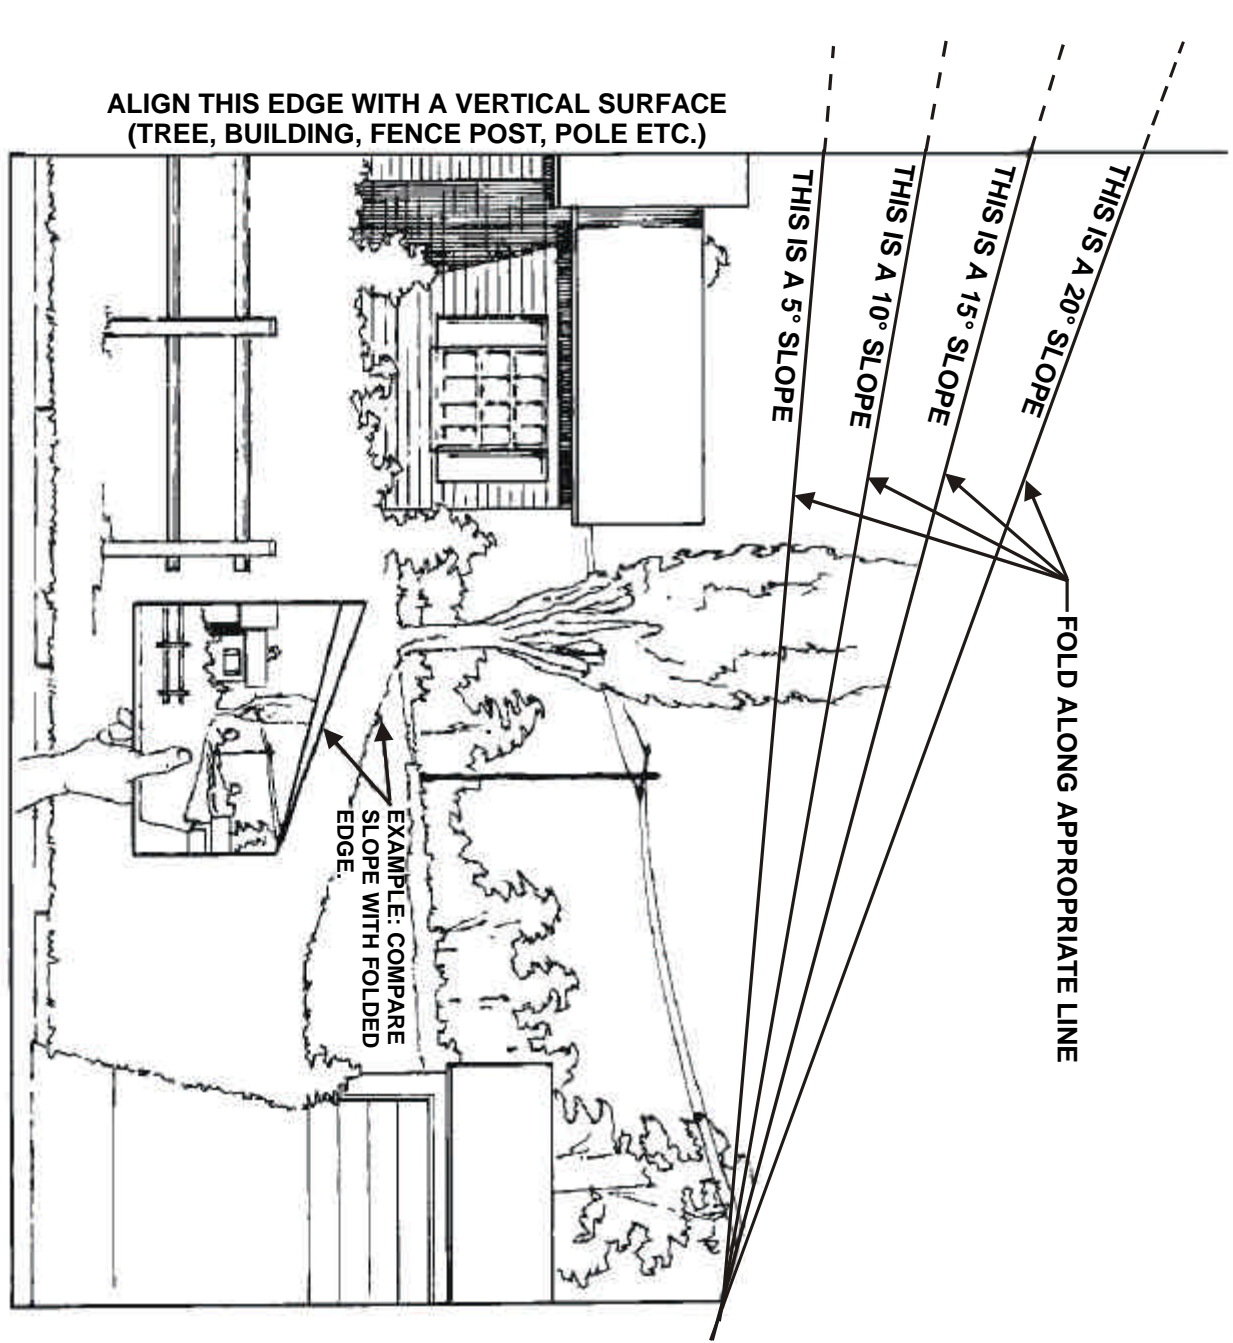 ALIGN THIS EDGE WITH A VERTICAL SURFACE
(TREE, BUILDING, FENCE POST, POLE ETC.)
THIS IS A 5° SLOPE
THIS IS A 10° SLOPE
THIS IS A 15° SLOPE
THIS IS A 20° SLOPE
FOLD ALONG APPROPRIATE LINE
EXAMPLE: COMPARE
SLOPE WITH FOLDED
EDGE.